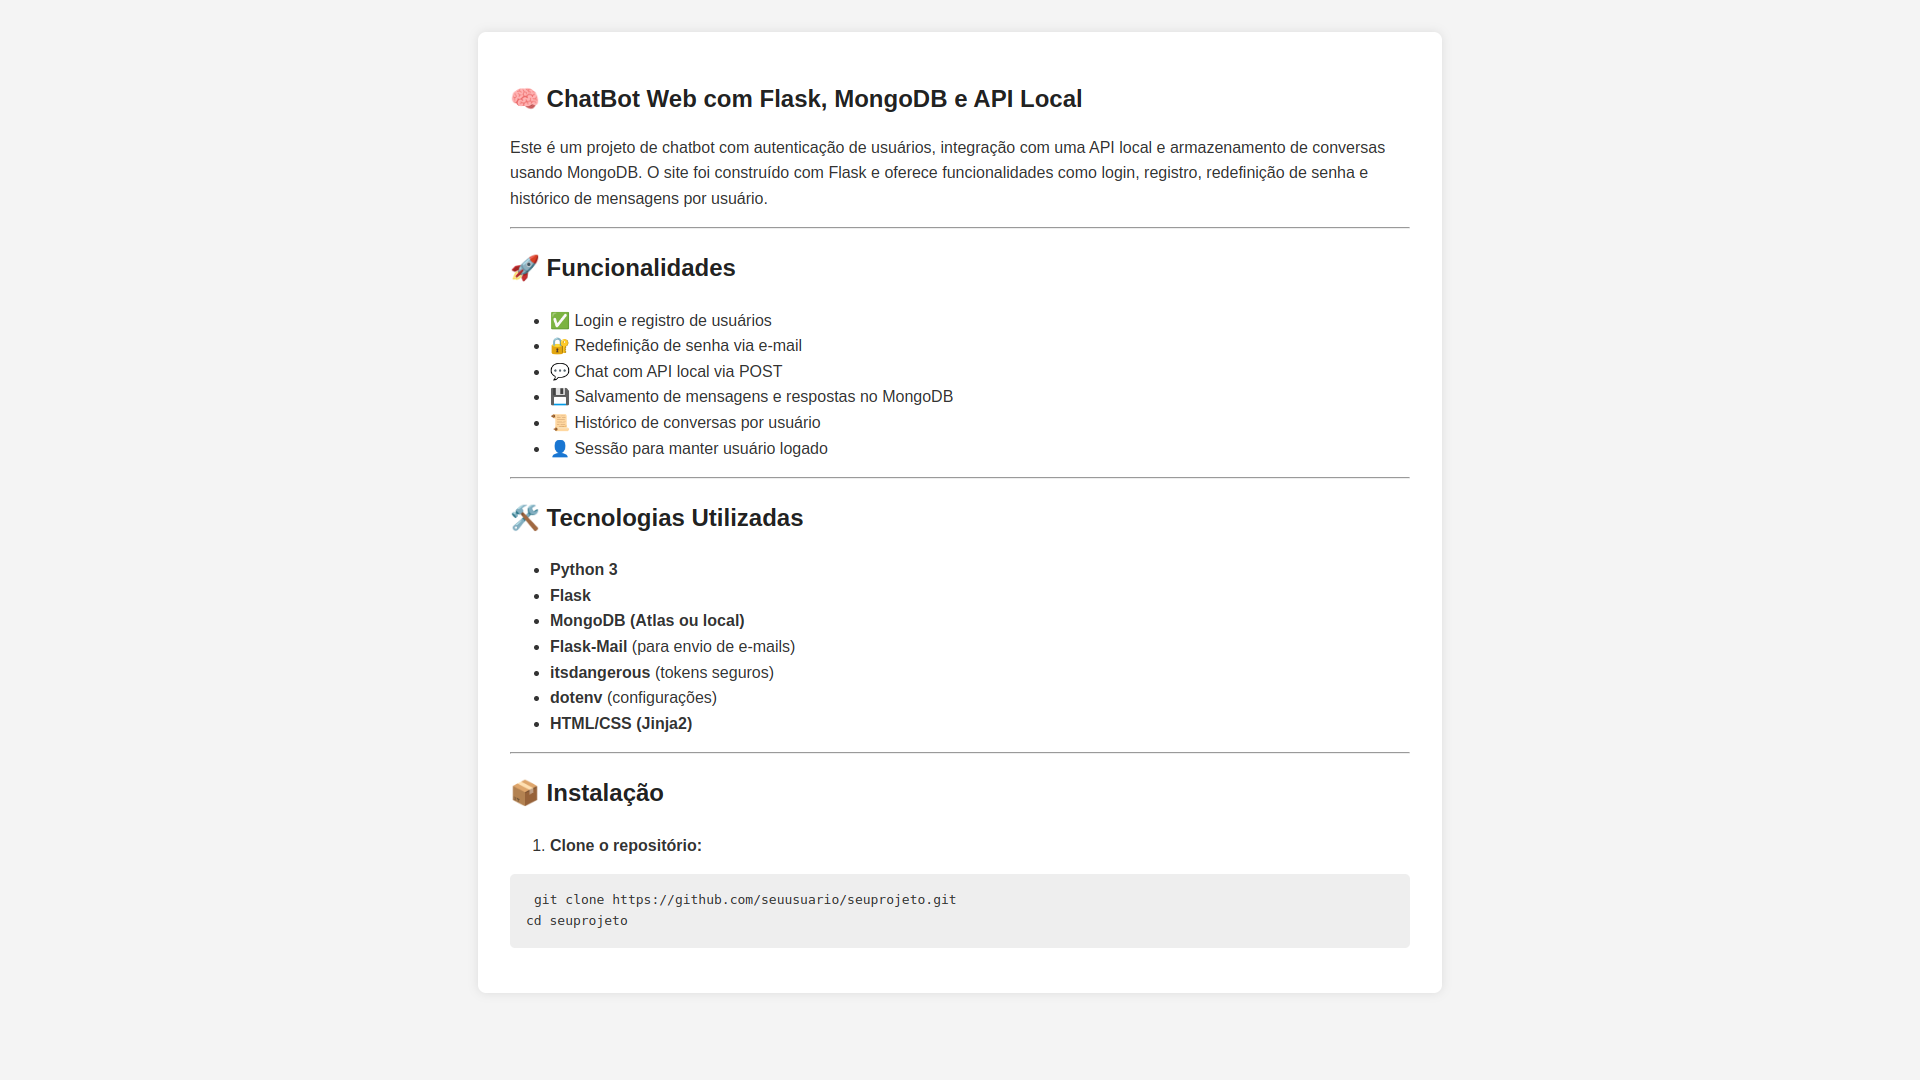 🧠 ChatBot Web com Flask, MongoDB e API Local
Este é um projeto de chatbot com autenticação de usuários, integração com uma API local e armazenamento de conversas
usando MongoDB. O site foi construído com Flask e oferece funcionalidades como login, registro, redefinição de senha e
histórico de mensagens por usuário.
🚀 Funcionalidades
• ✅ Login e registro de usuários
• 🔐 Redefinição de senha via e-mail
• 💬 Chat com API local via POST
• 💾 Salvamento de mensagens e respostas no MongoDB
• 📜 Histórico de conversas por usuário
• 👤 Sessão para manter usuário logado
🛠️ Tecnologias Utilizadas
• Python 3
• Flask
• MongoDB (Atlas ou local)
• Flask-Mail (para envio de e-mails)
• itsdangerous (tokens seguros)
• dotenv (configurações)
• HTML/CSS (Jinja2)
📦 Instalação
1. Clone o repositório:
git clone https://github.com/seuusuario/seuprojeto.git
cd seuprojeto